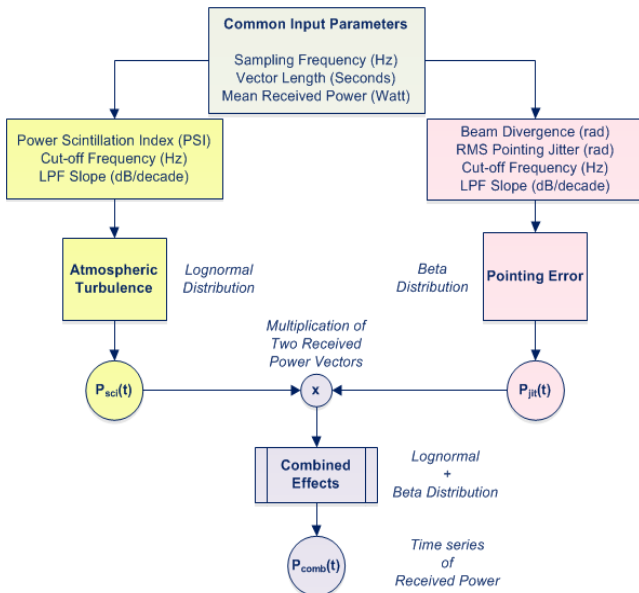 Common Input Parameters
Sampling Frequency (Hz)
Vector Length (Seconds)
Mean Received Power (Watt)
Power Scintillation Index (PSI)
Cut-off Frequency (Hz)
LPF Slope (dB/decade)
Beam Divergence (rad)
RMS Pointing Jitter (rad)
Cut-off Frequency (Hz)
LPF Slope (dB/decade)
Atmospheric
Turbulence
Lognormal
Distribution
Beta
Distribution
Pointing Error
Multiplication of
Two Received
Power Vectors
Psci(t)
x
Pjit(t)
Combined
Effects
Lognormal
+
Beta Distribution
Pcomb(t)
Time series
of
Received Power